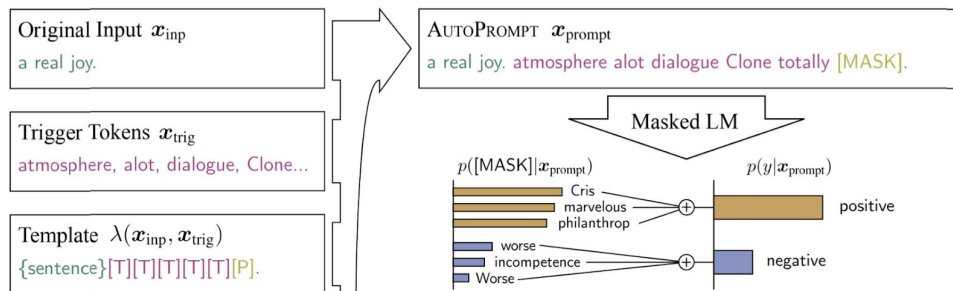 Original Input x_inp
a real joy.
Trigger Tokens x_trig
atmosphere, alot, dialogue, Clone...
Template λ(x_inp, x_trig)
{sentence}[T][T][T][T][T][P].
AUTOPROMPT x_prompt
a real joy. atmosphere alot dialogue Clone totally [MASK].
Masked LM
p([MASK]|x_prompt)
Cris
marvelous
philanthrop
worse
incompetence
Worse
p(y|x_prompt)
positive
negative